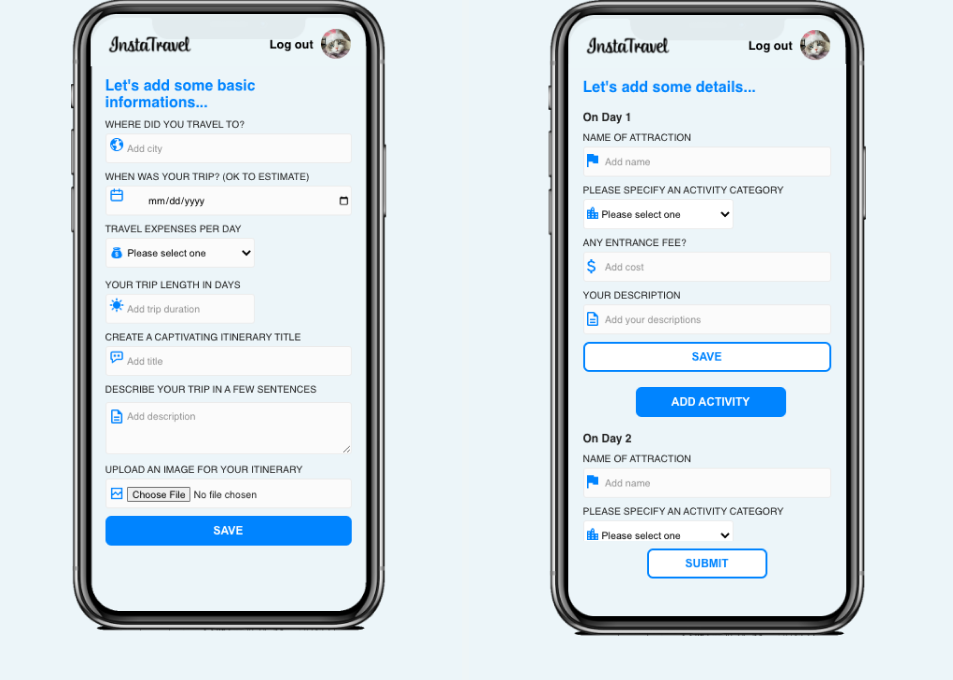 InstaTravel
Log out
Let's add some basic
informations...
WHERE DID YOU TRAVEL TO?
Add city
WHEN WAS YOUR TRIP? (OK TO ESTIMATE)
mm/dd/yyyy
TRAVEL EXPENSES PER DAY
Please select one
YOUR TRIP LENGTH IN DAYS
Add trip duration
CREATE A CAPTIVATING ITINERARY TITLE
Add title
DESCRIBE YOUR TRIP IN A FEW SENTENCES
Add description
UPLOAD AN IMAGE FOR YOUR ITINERARY
Choose File No file chosen
SAVE
InstaTravel
Log out
Let's add some details...
On Day 1
NAME OF ATTRACTION
Add name
PLEASE SPECIFY AN ACTIVITY CATEGORY
Please select one
ANY ENTRANCE FEE?
Add cost
YOUR DESCRIPTION
Add your descriptions
SAVE
ADD ACTIVITY
On Day 2
NAME OF ATTRACTION
Add name
PLEASE SPECIFY AN ACTIVITY CATEGORY
Please select one
SUBMIT